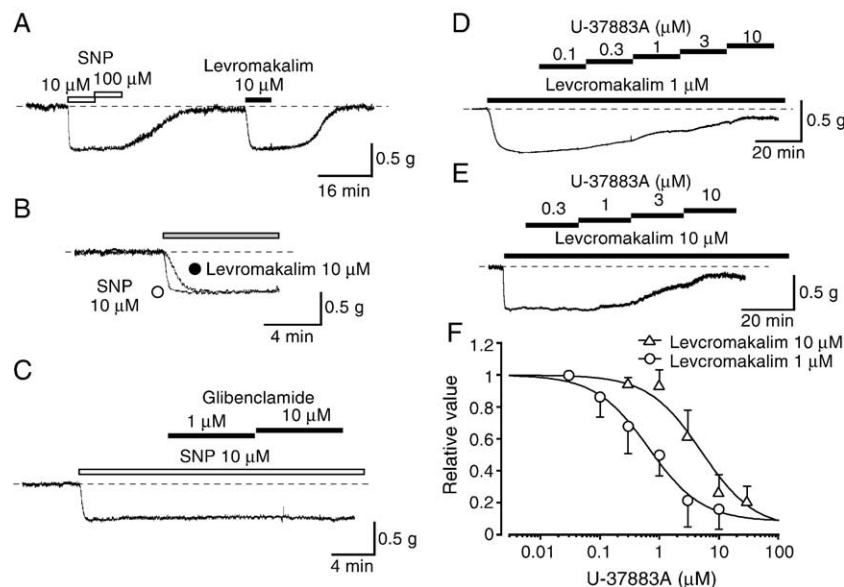 A
SNP
10 μM 100 μM
Levromakalim
10 μM
0.5 g
16 min
B
Levromakalim 10 μM
SNP
10 μM
0.5 g
4 min
C
Glibenclamide
1 μM 10 μM
SNP 10 μM
0.5 g
4 min
D
U-37883A (μM)
0.1 0.3 1 3 10
Levcromakalim 1 μM
0.5 g
20 min
E
U-37883A (μM)
0.3 1 3 10
Levcromakalim 10 μM
0.5 g
20 min
F
Levcromakalim 10 μM
Levcromakalim 1 μM
Relative value
1.2
1
0.8
0.6
0.4
0.2
0
0.01 0.1 1 10 100
U-37883A (μM)